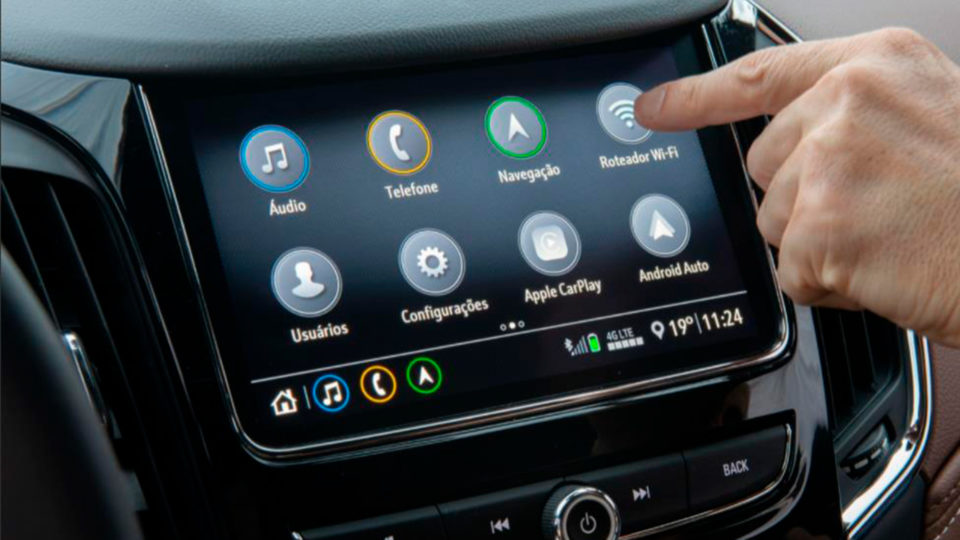 Áudio
Telefone
Navegação
Roteador Wi-Fi
Usuários
Configurações
Apple CarPlay
Android Auto
4G LTE
19° 11:24
BACK